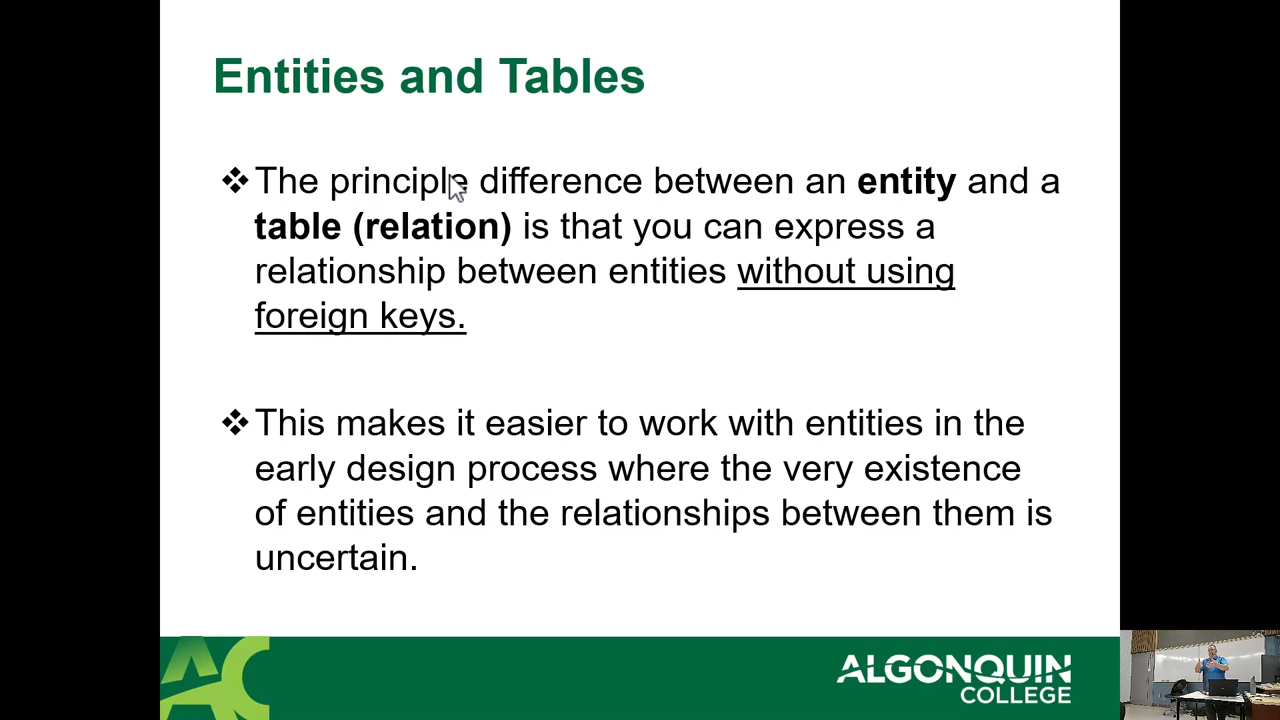 Entities and Tables
❖The principle difference between an entity and a
table (relation) is that you can express a
relationship between entities without using
foreign keys.
❖This makes it easier to work with entities in the
early design process where the very existence
of entities and the relationships between them is
uncertain.
AC
ALGONQUIN
COLLEGE